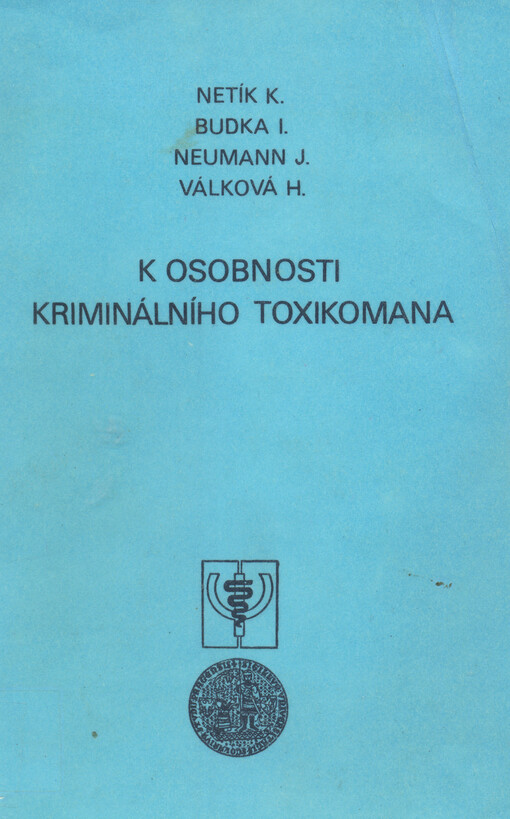 NETÍK K.
BUDKA I.
NEUMANN J.
VÁLKOVÁ H.
K OSOBNOSTI
KRIMINÁLNÍHO TOXIKOMANA